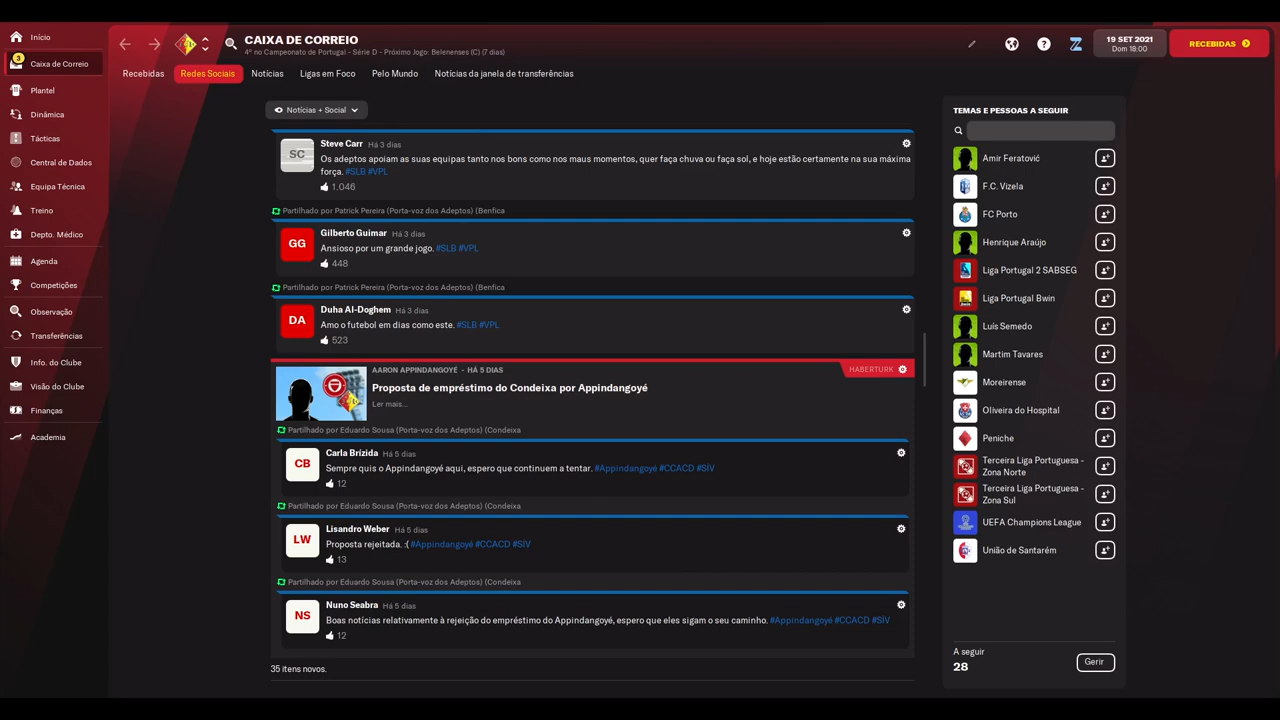 Início
CAIXA DE CORREIO
4º no Campeonato de Portugal - Série D - Próximo Jogo: Belenenses (C) (7 dias)
19 SET 2021
Dom 18:00
RECEBIDAS
3
Caixa de Correio
Recebidas
Redes Sociais
Notícias
Ligas em Foco
Pelo Mundo
Notícias da janela de transferências
Plantel
Dinâmica
Tácticas
Central de Dados
Equipa Técnica
Treino
Depto. Médico
Agenda
Competições
Observação
Transferências
Info. do Clube
Visão do Clube
Finanças
Academia
Notícias + Social
SC
Steve Carr Há 3 dias
Os adeptos apoiam as suas equipas tanto nos bons como nos maus momentos, quer faça chuva ou faça sol, e hoje estão certamente na sua máxima
força. #SLB #VPL
1.046
Partilhado por Patrick Pereira (Porta-voz dos Adeptos) (Benfica
GG
Gilberto Guimar Há 3 dias
Ansioso por um grande jogo. #SLB #VPL
448
Partilhado por Patrick Pereira (Porta-voz dos Adeptos) (Benfica
DA
Duha Al-Doghem Há 3 dias
Amo o futebol em dias como este. #SLB #VPL
523
AARON APPINDANGOYÉ - HÁ 5 DIAS
HABERTURK
Proposta de empréstimo do Condeixa por Appindangoyé
Ler mais...
Partilhado por Eduardo Sousa (Porta-voz dos Adeptos) (Condeixa
CB
Carla Brízida Há 5 dias
Sempre quis o Appindangoyé aqui, espero que continuem a tentar. #Appindangoyé #CCACD #SIV
12
Partilhado por Eduardo Sousa (Porta-voz dos Adeptos) (Condeixa
LW
Lisandro Weber Há 5 dias
Proposta rejeitada. :( #Appindangoyé #CCACD #SIV
13
Partilhado por Eduardo Sousa (Porta-voz dos Adeptos) (Condeixa
NS
Nuno Seabra Há 5 dias
Boas notícias relativamente à rejeição do empréstimo do Appindangoyé, espero que eles sigam o seu caminho. #Appindangoyé #CCACD #SIV
12
35 itens novos.
TEMAS E PESSOAS A SEGUIR
Amir Feratović
F.C. Vizela
FC Porto
Henrique Araújo
Liga Portugal 2 SABSEG
Liga Portugal Bwin
Luís Semedo
Martim Tavares
Moreirense
Oliveira do Hospital
Peniche
Terceira Liga Portuguesa -
Zona Norte
Terceira Liga Portuguesa -
Zona Sul
UEFA Champions League
União de Santarém
A seguir
28
Gerir